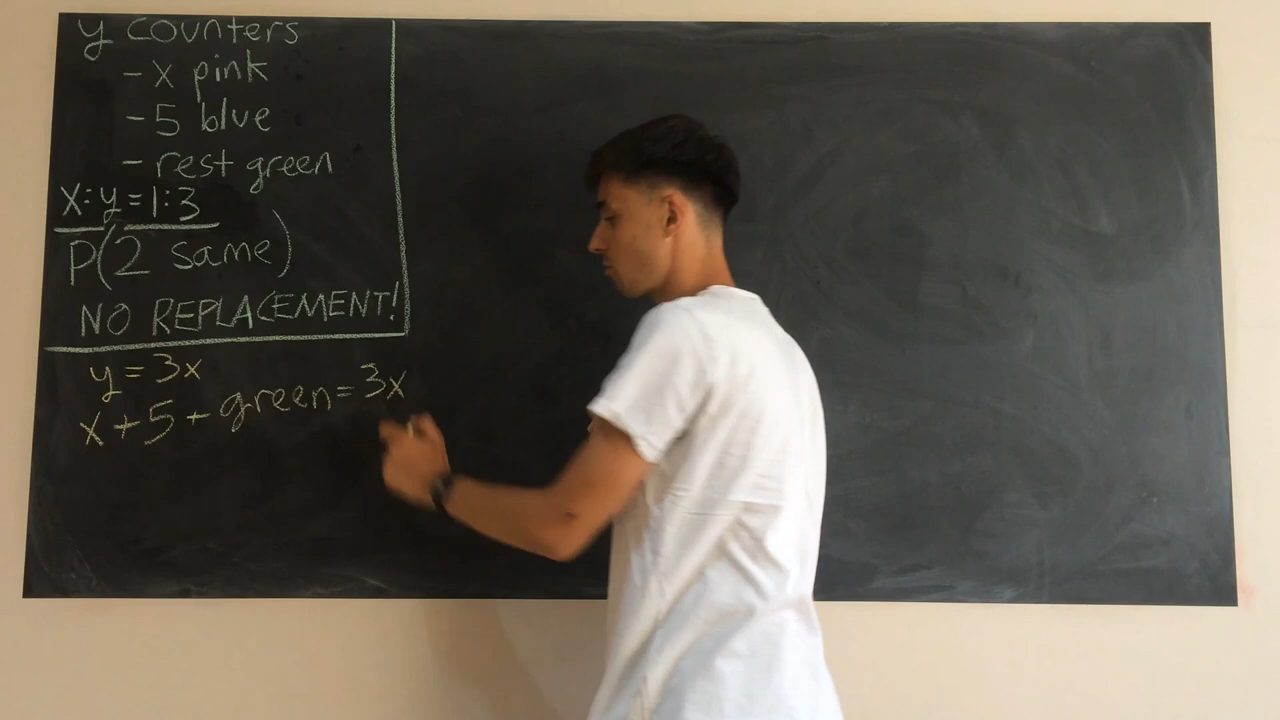 y counters
- x pink
- 5 blue
- rest green
x:y=1:3
P(2 same)
NO REPLACEMENT!
y = 3x
x + 5 + green = 3x